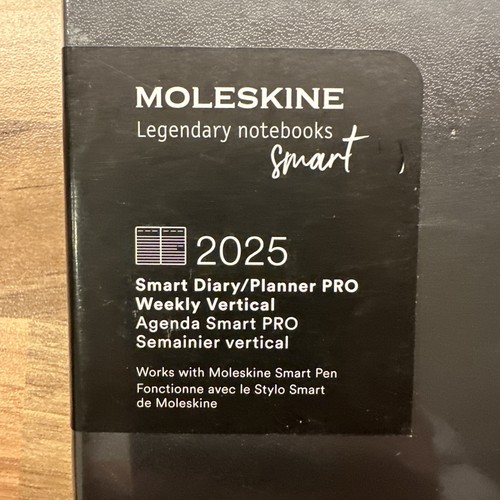 MOLESKINE
Legendary notebooks
smart
2025
Smart Diary/Planner PRO
Weekly Vertical
Agenda Smart PRO
Semainier vertical
Works with Moleskine Smart Pen
Fonctionne avec le Stylo Smart
de Moleskine